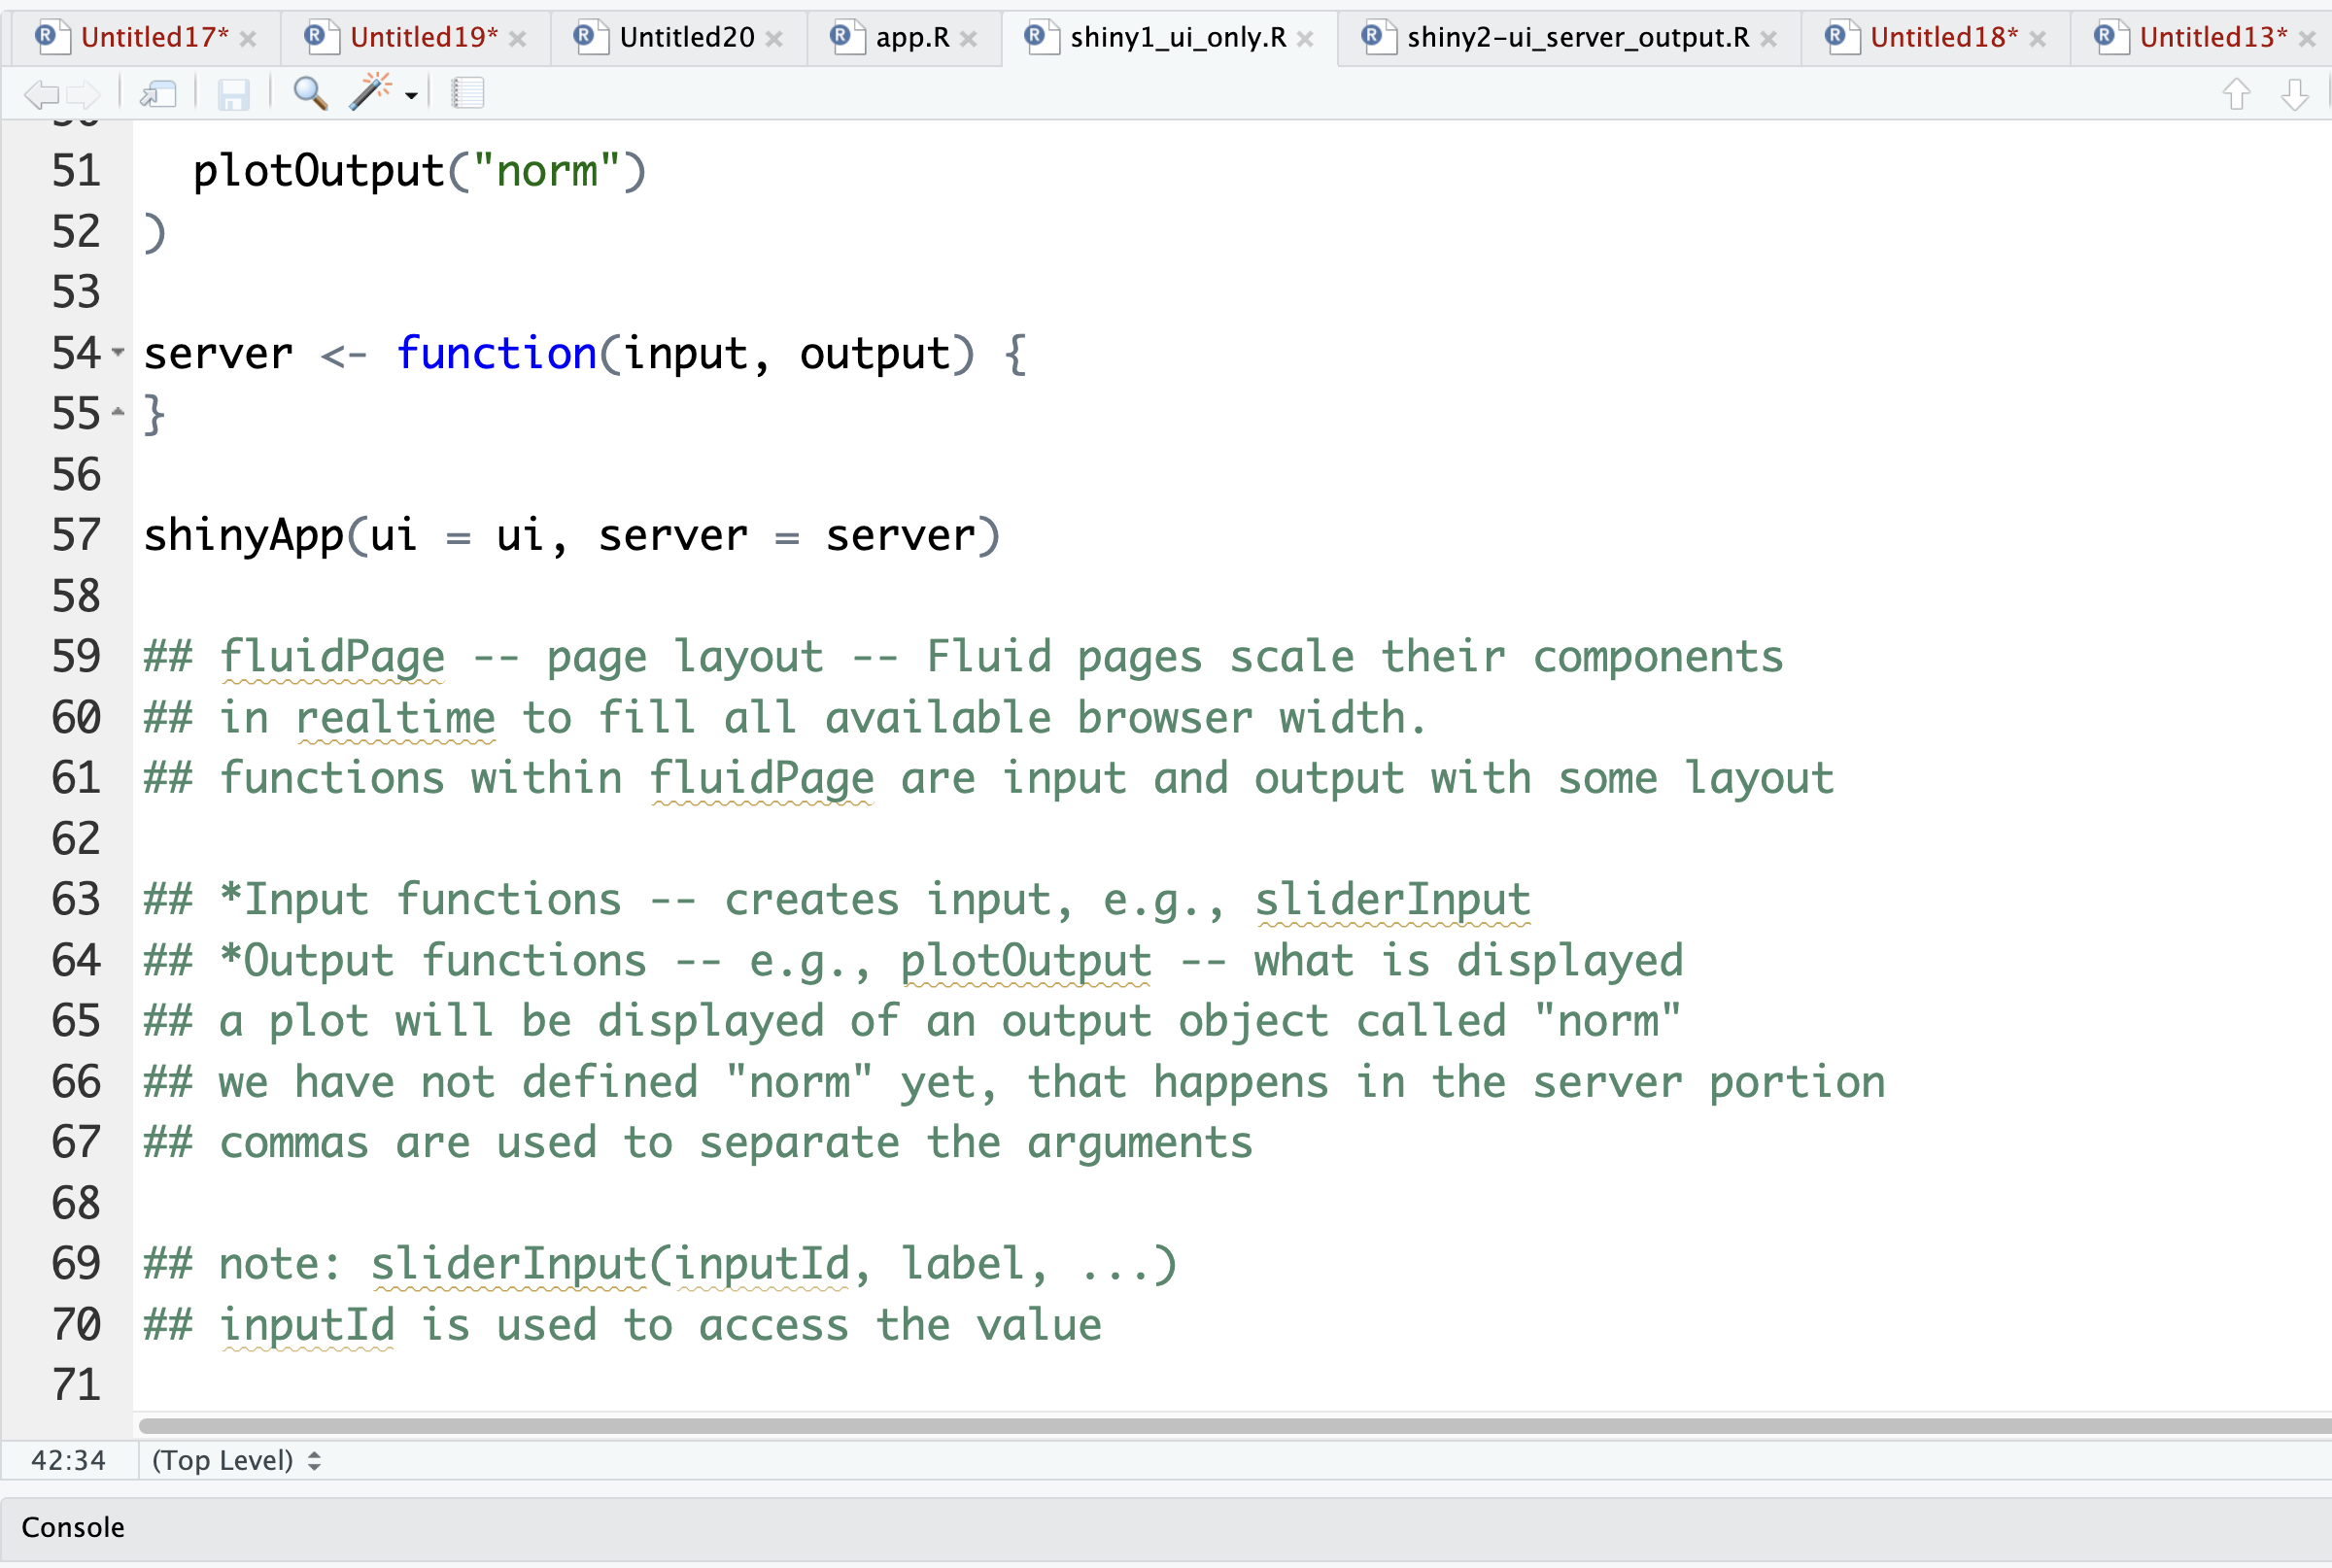 Untitled17* Untitled19* Untitled20 app.R shiny1_ui_only.R shiny2-ui_server_output.R Untitled18* Untitled13*
51 plotOutput("norm")
52 )
53
54 server <- function(input, output) {
55 }
56
57 shinyApp(ui = ui, server = server)
58
59 ## fluidPage -- page layout -- Fluid pages scale their components
60 ## in realtime to fill all available browser width.
61 ## functions within fluidPage are input and output with some layout
62
63 ## *Input functions -- creates input, e.g., sliderInput
64 ## *Output functions -- e.g., plotOutput -- what is displayed
65 ## a plot will be displayed of an output object called "norm"
66 ## we have not defined "norm" yet, that happens in the server portion
67 ## commas are used to separate the arguments
68
69 ## note: sliderInput(inputId, label, ...)
70 ## inputId is used to access the value
71
42:34 (Top Level)
Console